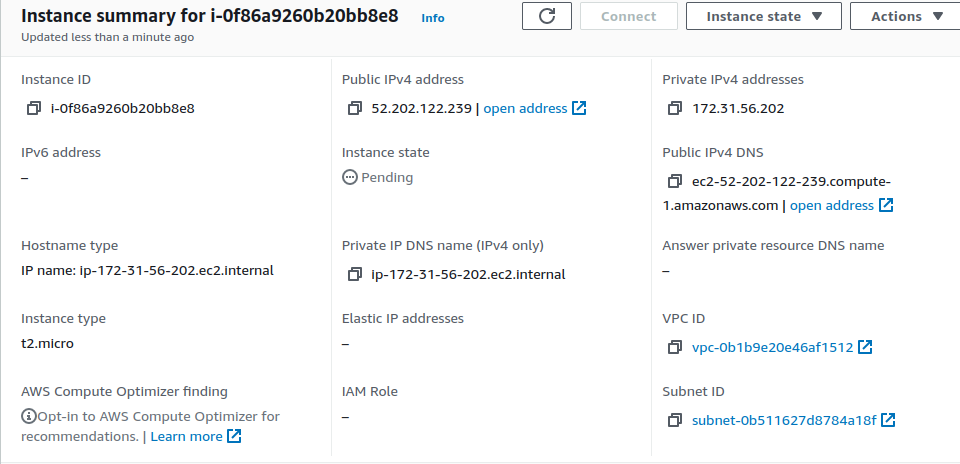 Instance summary for i-0f86a9260b20bb8e8 Info
Updated less than a minute ago
Connect
Instance state
Actions
Instance ID
i-0f86a9260b20bb8e8
Public IPv4 address
52.202.122.239 | open address
Private IPv4 addresses
172.31.56.202
IPv6 address
–
Instance state
Pending
Public IPv4 DNS
ec2-52-202-122-239.compute-
1.amazonaws.com | open address
Hostname type
IP name: ip-172-31-56-202.ec2.internal
Private IP DNS name (IPv4 only)
ip-172-31-56-202.ec2.internal
Answer private resource DNS name
–
Instance type
t2.micro
Elastic IP addresses
–
VPC ID
vpc-0b1b9e20e46af1512
AWS Compute Optimizer finding
Opt-in to AWS Compute Optimizer for
recommendations. | Learn more
IAM Role
–
Subnet ID
subnet-0b511627d8784a18f